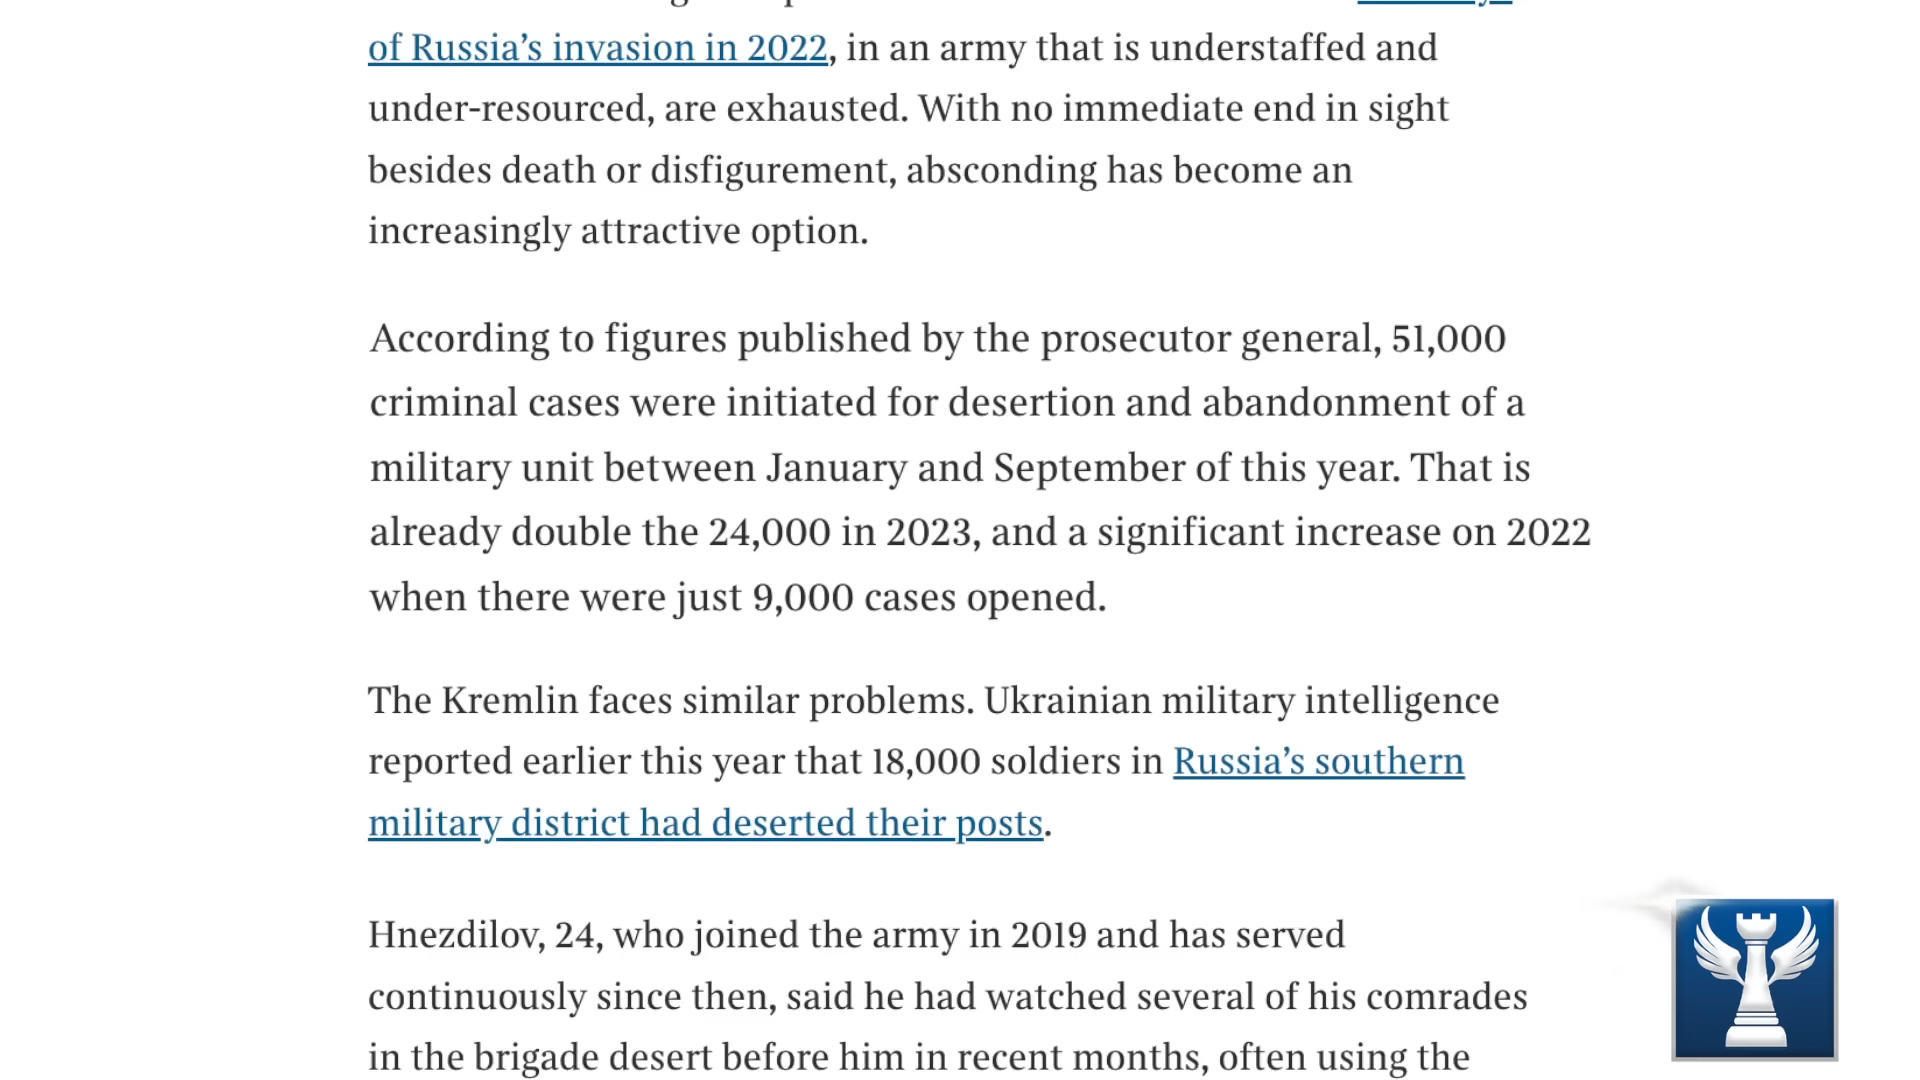 of Russia’s invasion in 2022, in an army that is understaffed and
under-resourced, are exhausted. With no immediate end in sight
besides death or disfigurement, absconding has become an
increasingly attractive option.
According to figures published by the prosecutor general, 51,000
criminal cases were initiated for desertion and abandonment of a
military unit between January and September of this year. That is
already double the 24,000 in 2023, and a significant increase on 2022
when there were just 9,000 cases opened.
The Kremlin faces similar problems. Ukrainian military intelligence
reported earlier this year that 18,000 soldiers in Russia’s southern
military district had deserted their posts.
Hnezdilov, 24, who joined the army in 2019 and has served
continuously since then, said he had watched several of his comrades
in the brigade desert before him in recent months, often using the